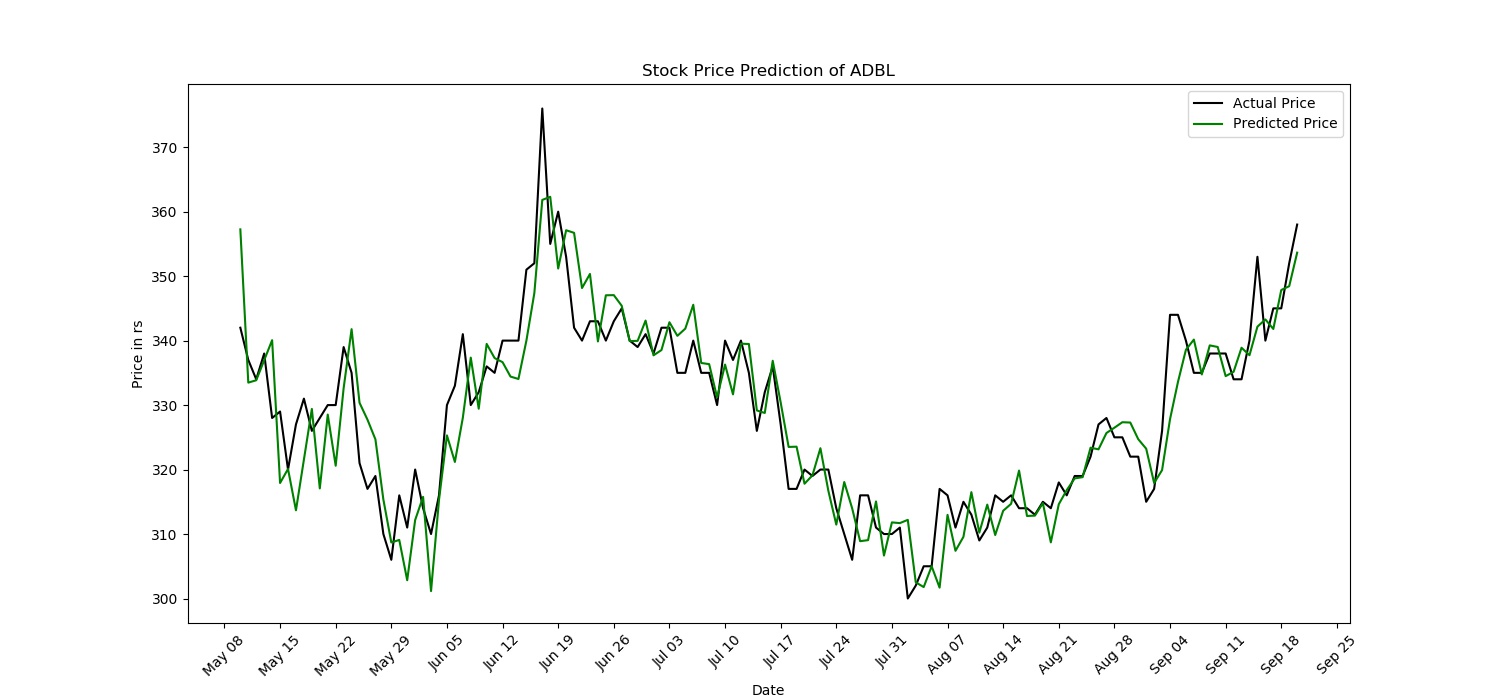 Stock Price Prediction of ADBL
Actual Price
Predicted Price
Price in rs
370
360
350
340
330
320
310
300
May 08
May 15
May 22
May 29
Jun 05
Jun 12
Jun 19
Jun 26
Jul 03
Jul 10
Jul 17
Jul 24
Jul 31
Aug 07
Aug 14
Aug 21
Aug 28
Sep 04
Sep 11
Sep 18
Sep 25
Date